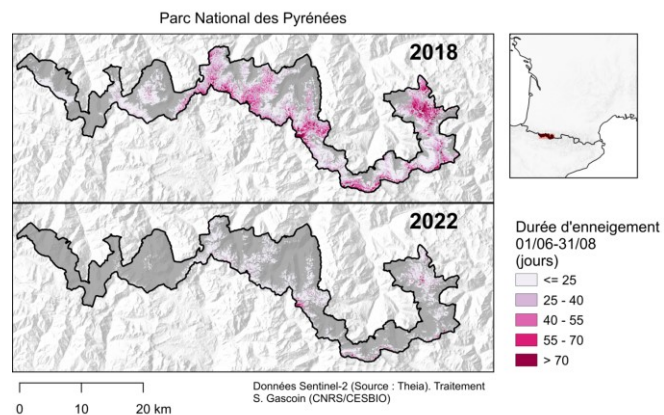 Parc National des Pyrénées
2018
2022
Durée d'enneigement
01/06-31/08
(jours)
<= 25
25 - 40
40 - 55
55 - 70
> 70
0 10 20 km
Données Sentinel-2 (Source : Theia). Traitement
S. Gascoin (CNRS/CESBIO)